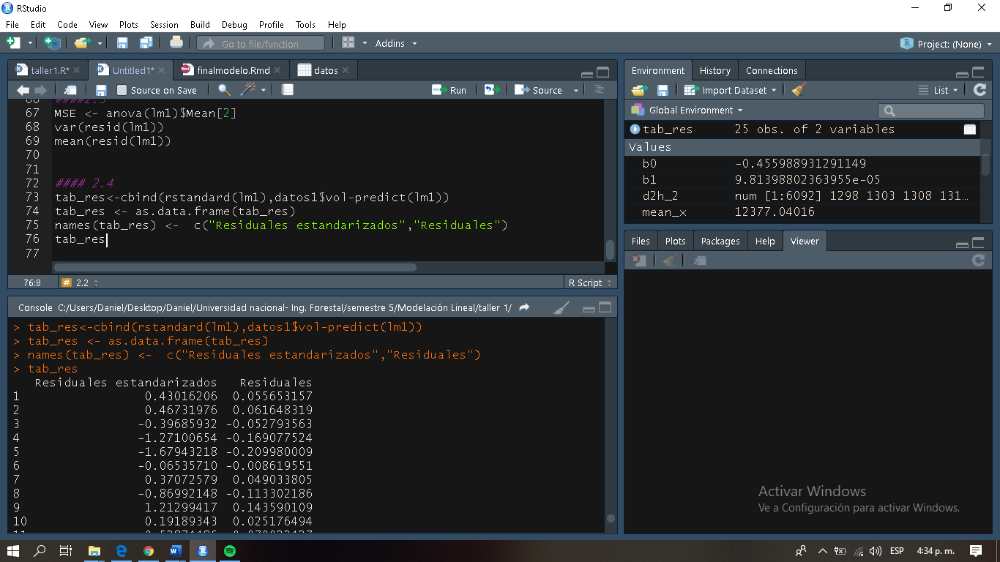 RStudio
File Edit Code View Plots Session Build Debug Profile Tools Help
Go to file/function Addins Project: (None)
taller1.R* Untitled1* finalmodelo.Rmd datos
Source on Save Run Source
66 ####2.3
67 MSE <- anova(lm1)$Mean[2]
68 var(resid(lm1))
69 mean(resid(lm1))
70
71
72 #### 2.4
73 tab_res<-cbind(rstandard(lm1),datos1$vol-predict(lm1))
74 tab_res <- as.data.frame(tab_res)
75 names(tab_res) <-  c("Residuales estandarizados","Residuales")
76 tab_res
77
76:8 # 2.2 R Script
Console C:/Users/Daniel/Desktop/Daniel/Universidad nacional- Ing. Forestal/semestre 5/Modelación Lineal/taller 1/
> tab_res<-cbind(rstandard(lm1),datos1$vol-predict(lm1))
> tab_res <- as.data.frame(tab_res)
> names(tab_res) <-  c("Residuales estandarizados","Residuales")
> tab_res
Residuales estandarizados Residuales
1 0.43016206 0.055653157
2 0.46731976 0.061648319
3 -0.39685932 -0.052793563
4 -1.27100654 -0.169077524
5 -1.67943218 -0.209980009
6 -0.06535710 -0.008619551
7 0.37072579 0.049033805
8 -0.86992148 -0.113302186
9 1.21299417 0.143590109
10 0.19189343 0.025176494
Environment History Connections
Import Dataset List
Global Environment
tab_res 25 obs. of 2 variables
Values
b0 -0.455988931291149
b1 9.81398802363955e-05
d2h_2 num [1:6092] 1298 1303 1308 131…
mean_x 12377.04016
Files Plots Packages Help Viewer
Activar Windows
Ve a Configuración para activar Windows.
ESP 4:34 p. m.